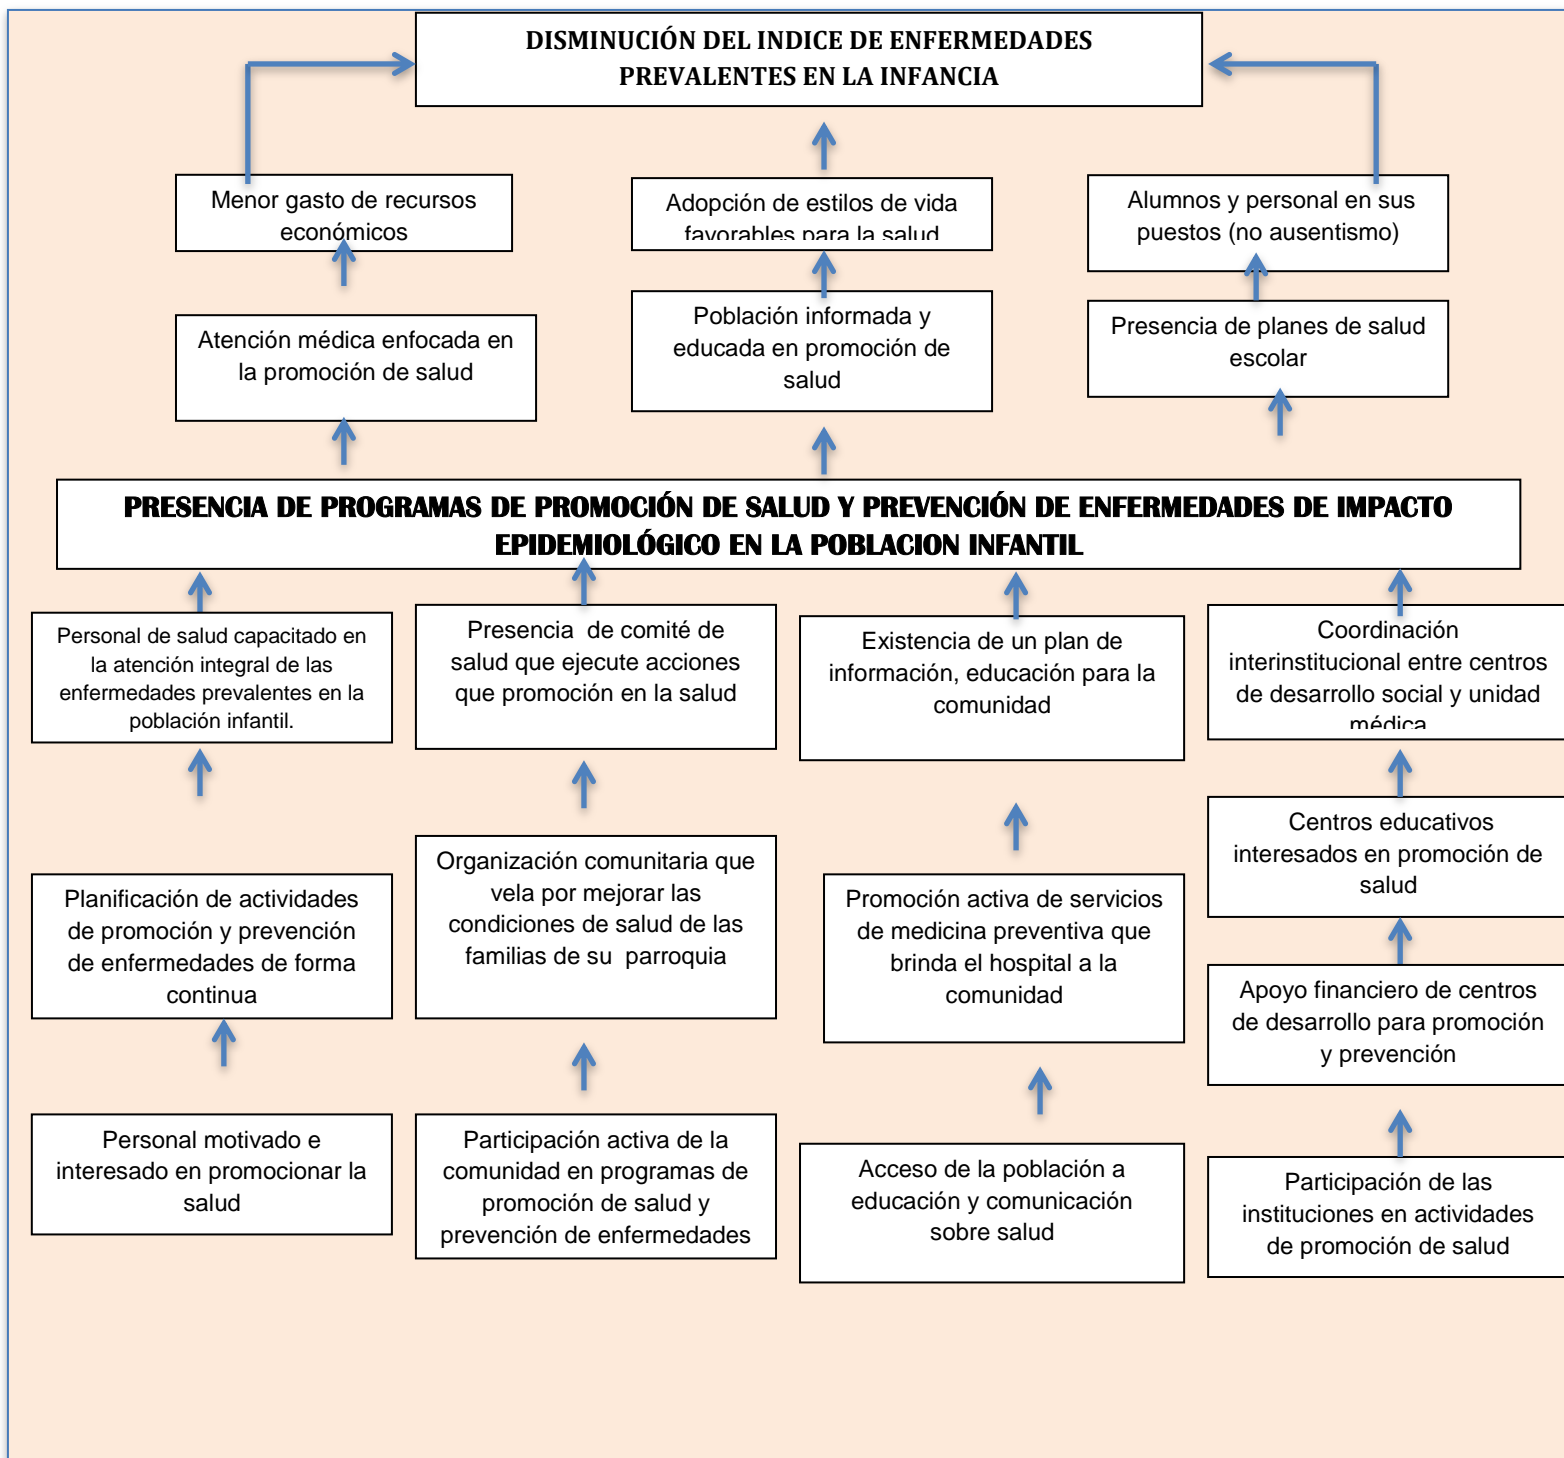 DISMINUCIÓN DEL INDICE DE ENFERMEDADES
PREVALENTES EN LA INFANCIA
Menor gasto de recursos
económicos
Adopción de estilos de vida
favorables para la salud
Alumnos y personal en sus
puestos (no ausentismo)
Atención médica enfocada en
la promoción de salud
Población informada y
educada en promoción de
salud
Presencia de planes de salud
escolar
PRESENCIA DE PROGRAMAS DE PROMOCIÓN DE SALUD Y PREVENCIÓN DE ENFERMEDADES DE IMPACTO
EPIDEMIOLÓGICO EN LA POBLACION INFANTIL
Personal de salud capacitado en
la atención integral de las
enfermedades prevalentes en la
población infantil.
Presencia  de comité de
salud que ejecute acciones
que promoción en la salud
Existencia de un plan de
información, educación para la
comunidad
Coordinación
interinstitucional entre centros
de desarrollo social y unidad
médica
Planificación de actividades
de promoción y prevención
de enfermedades de forma
continua
Organización comunitaria que
vela por mejorar las
condiciones de salud de las
familias de su  parroquia
Promoción activa de servicios
de medicina preventiva que
brinda el hospital a la
comunidad
Centros educativos
interesados en promoción de
salud
Apoyo financiero de centros
de desarrollo para promoción
y prevención
Personal motivado e
interesado en promocionar la
salud
Participación activa de la
comunidad en programas de
promoción de salud y
prevención de enfermedades
Acceso de la población a
educación y comunicación
sobre salud
Participación de las
instituciones en actividades
de promoción de salud